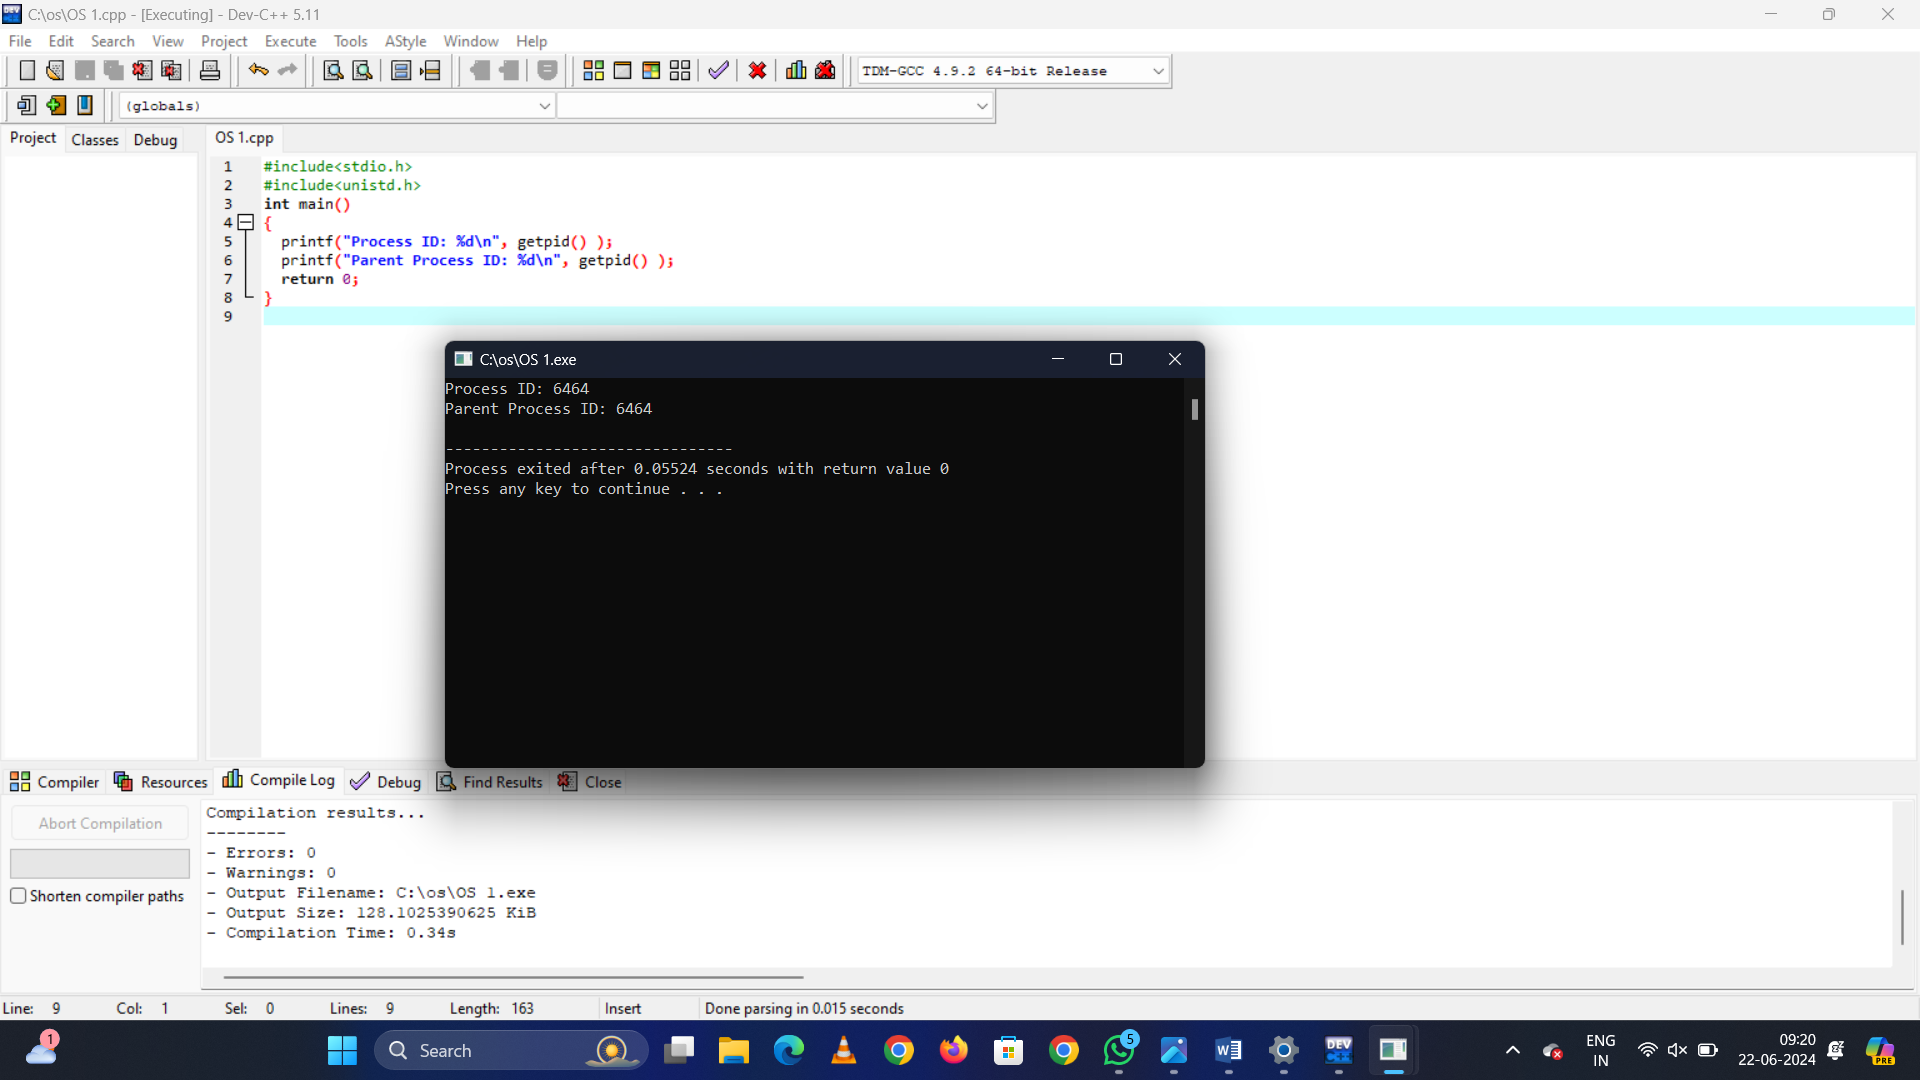 C:\os\OS 1.cpp - [Executing] - Dev-C++ 5.11
File Edit Search View Project Execute Tools AStyle Window Help
TDM-GCC 4.9.2 64-bit Release
(globals)
Project Classes Debug OS 1.cpp
1 #include<stdio.h>
2 #include<unistd.h>
3 int main()
4 {
5 printf("Process ID: %d\n", getpid() );
6 printf("Parent Process ID: %d\n", getpid() );
7 return 0;
8 }
9
C:\os\OS 1.exe
Process ID: 6464
Parent Process ID: 6464
--------------------------------
Process exited after 0.05524 seconds with return value 0
Press any key to continue . . .
Compiler Resources Compile Log Debug Find Results Close
Abort Compilation
Shorten compiler paths
Compilation results...
--------
- Errors: 0
- Warnings: 0
- Output Filename: C:\os\OS 1.exe
- Output Size: 128.1025390625 KiB
- Compilation Time: 0.34s
Line: 9 Col: 1 Sel: 0 Lines: 9 Length: 163 Insert Done parsing in 0.015 seconds
1
Search
5
DEV
C++
ENG
IN
09:20
22-06-2024
PRE